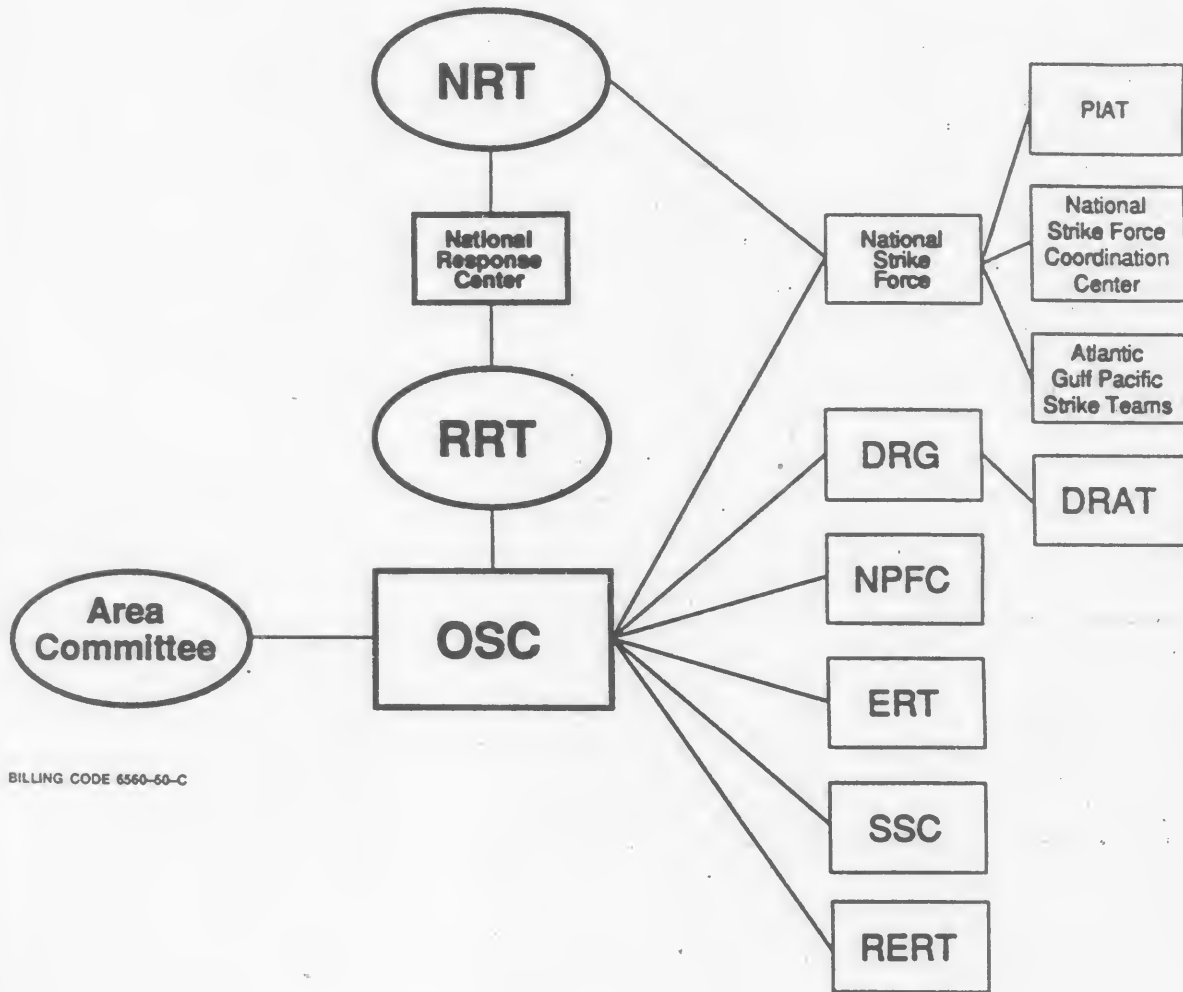 NRT
National
Response
Center
RRT
Area
Committee
OSC
National
Strike
Force
PIAT
National
Strike Force
Coordination
Center
Atlantic
Gulf Pacific
Strike Teams
DRG
DRAT
NPFC
ERT
SSC
RERT
BILLING CODE 6560-50-C